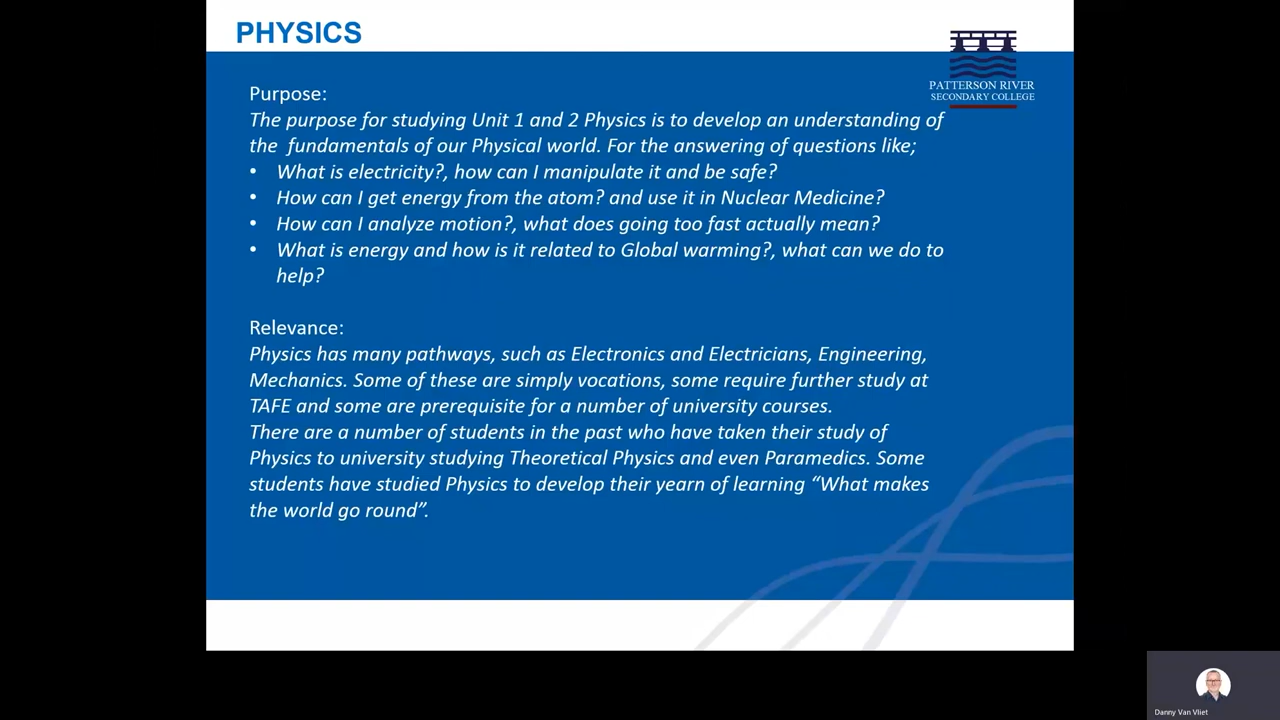 PHYSICS
PATTERSON RIVER
SECONDARY COLLEGE
Purpose:
The purpose for studying Unit 1 and 2 Physics is to develop an understanding of
the fundamentals of our Physical world. For the answering of questions like;
• What is electricity?, how can I manipulate it and be safe?
• How can I get energy from the atom? and use it in Nuclear Medicine?
• How can I analyze motion?, what does going too fast actually mean?
• What is energy and how is it related to Global warming?, what can we do to
help?
Relevance:
Physics has many pathways, such as Electronics and Electricians, Engineering,
Mechanics. Some of these are simply vocations, some require further study at
TAFE and some are prerequisite for a number of university courses.
There are a number of students in the past who have taken their study of
Physics to university studying Theoretical Physics and even Paramedics. Some
students have studied Physics to develop their yearn of learning “What makes
the world go round”.
Danny Van Vliet